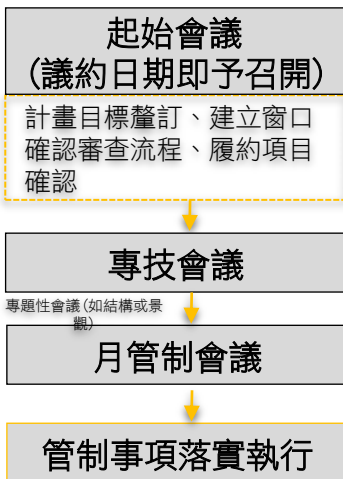 起始會議
(議約日期即予召開)
計畫目標釐訂、建立窗口
確認審查流程、履約項目
確認
專技會議
專題性會議(如結構或景
觀)
月管制會議
管制事項落實執行